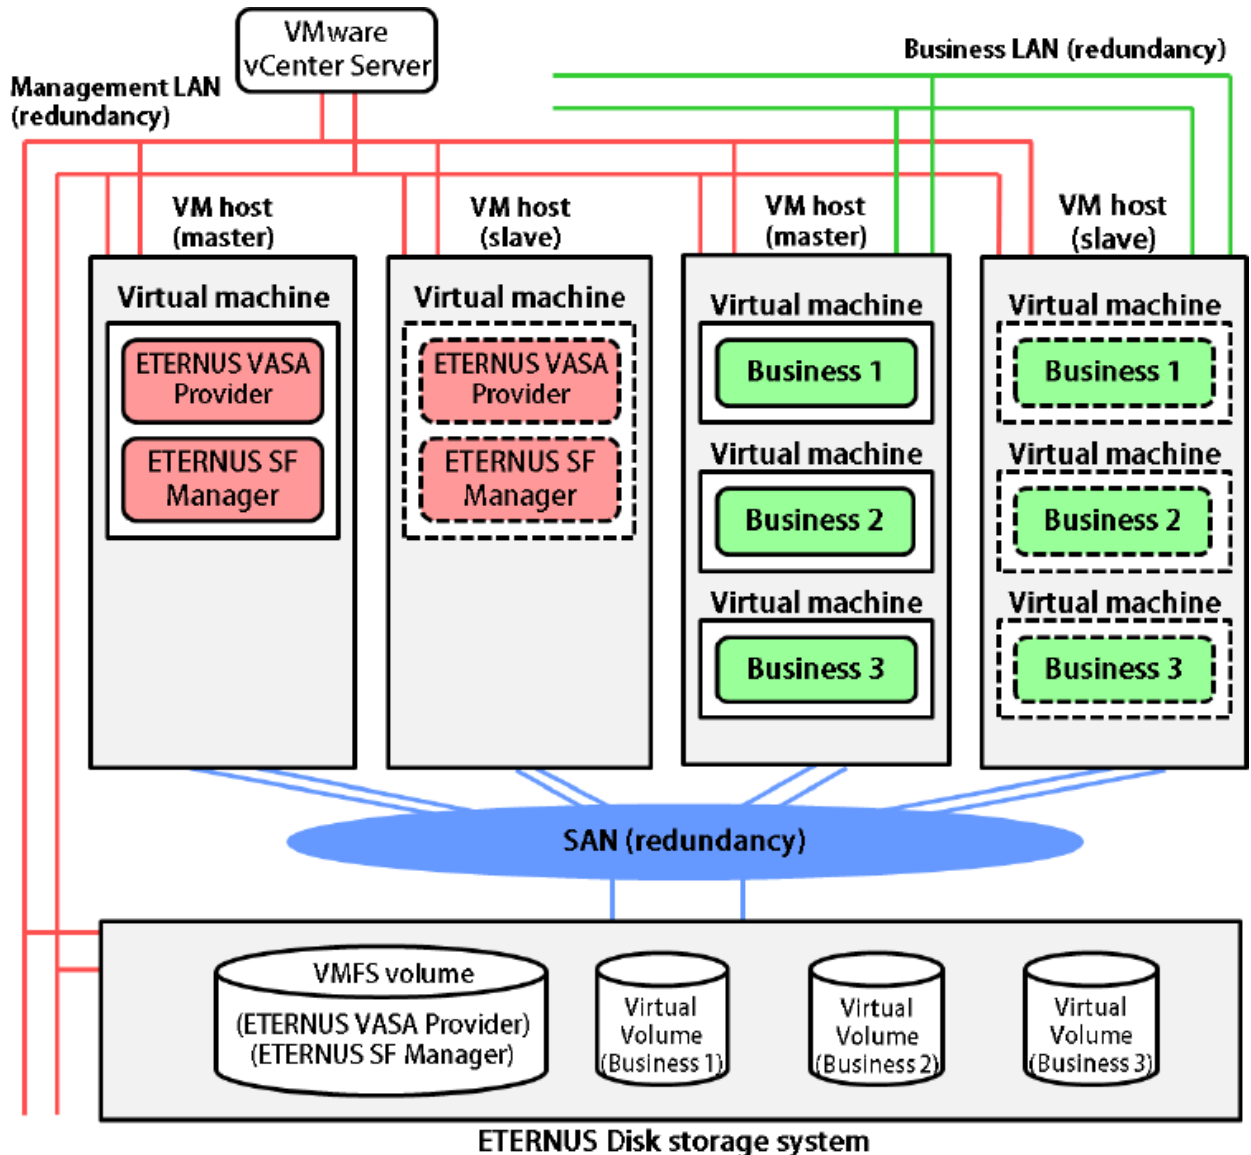 VMware
vCenter Server
Business LAN (redundancy)
Management LAN
(redundancy)
VM host
(master)
VM host
(slave)
VM host
(master)
VM host
(slave)
Virtual machine
ETERNUS VASA
Provider
ETERNUS SF
Manager
Virtual machine
ETERNUS VASA
Provider
ETERNUS SF
Manager
Virtual machine
Business 1
Virtual machine
Business 2
Virtual machine
Business 3
Virtual machine
Business 1
Virtual machine
Business 2
Virtual machine
Business 3
SAN (redundancy)
VMFS volume
(ETERNUS VASA Provider)
(ETERNUS SF Manager)
Virtual
Volume
(Business 1)
Virtual
Volume
(Business 2)
Virtual
Volume
(Business 3)
ETERNUS Disk storage system